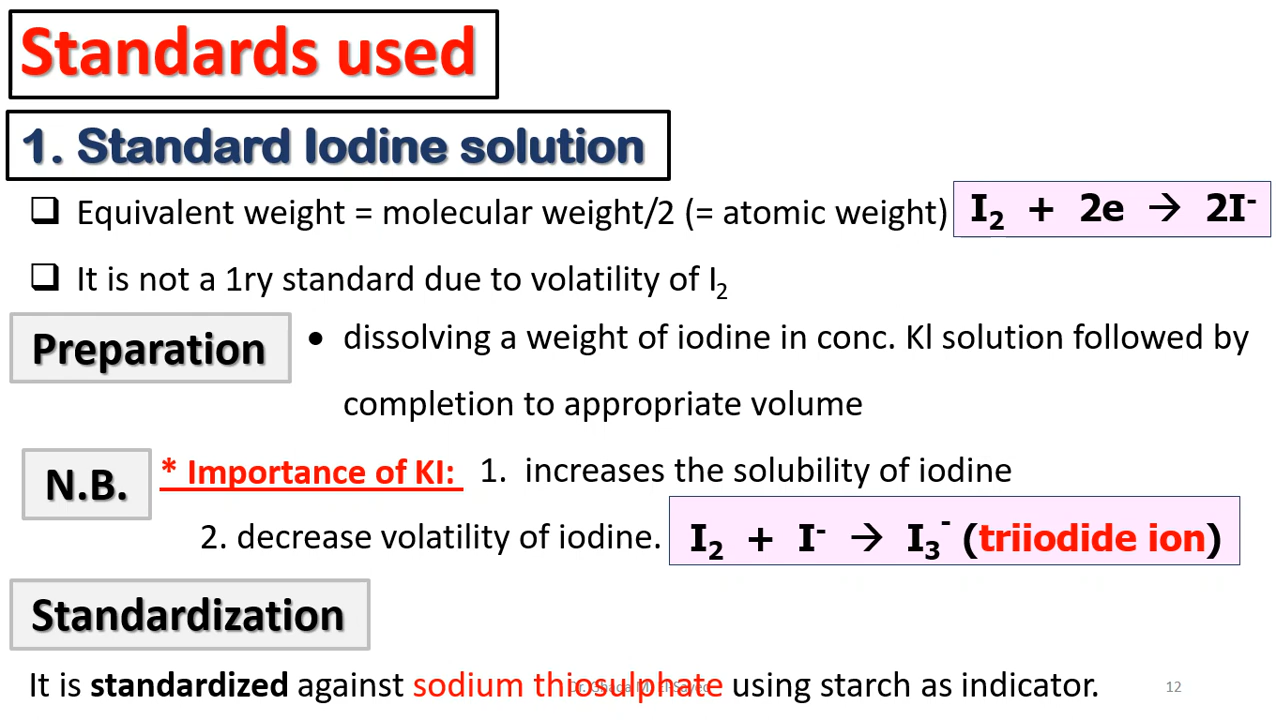 Standards used
1. Standard Iodine solution
❑ Equivalent weight = molecular weight/2 (= atomic weight) I₂ + 2e → 2I⁻
❑ It is not a 1ry standard due to volatility of I₂
Preparation • dissolving a weight of iodine in conc. KI solution followed by
completion to appropriate volume
N.B. * Importance of KI: 1. increases the solubility of iodine
2. decrease volatility of iodine. I₂ + I⁻ → I₃⁻ (triiodide ion)
Standardization
It is standardized against sodium thiosulphate using starch as indicator.
12